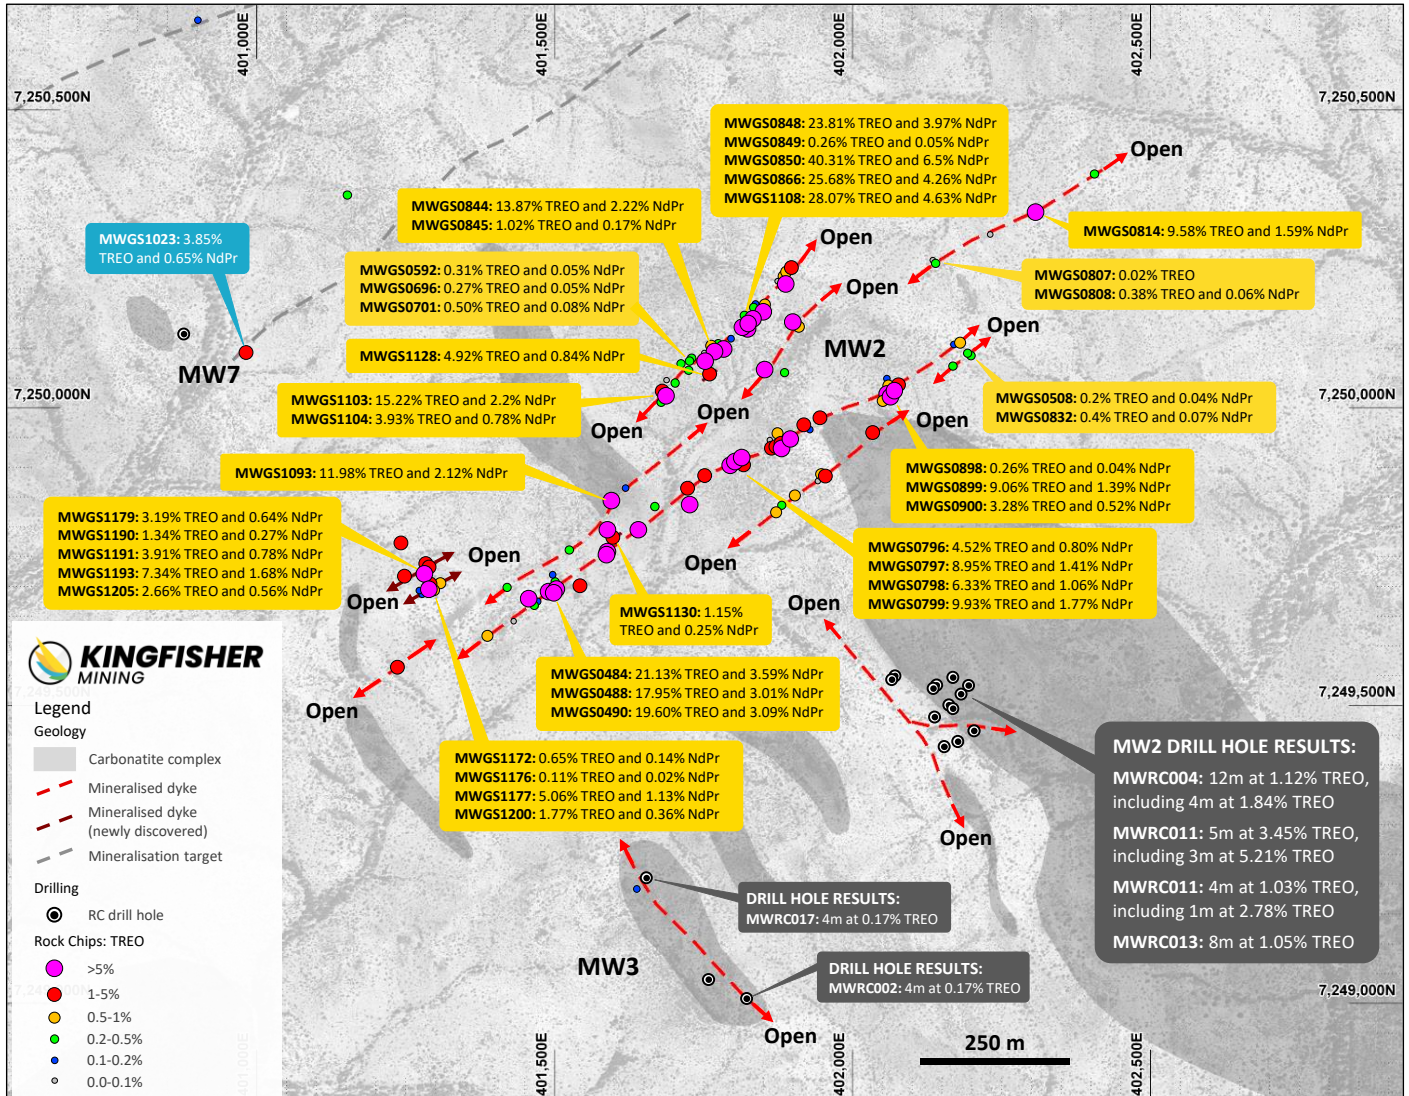 401,000E
401,500E
402,000E
402,500E
7,250,500N
7,250,500N
MWGS0848: 23.81% TREO and 3.97% NdPr
MWGS0849: 0.26% TREO and 0.05% NdPr
MWGS0850: 40.31% TREO and 6.5% NdPr
MWGS0866: 25.68% TREO and 4.26% NdPr
MWGS1108: 28.07% TREO and 4.63% NdPr
Open
MWGS0844: 13.87% TREO and 2.22% NdPr
MWGS0845: 1.02% TREO and 0.17% NdPr
MWGS0814: 9.58% TREO and 1.59% NdPr
MWGS1023: 3.85%
TREO and 0.65% NdPr
Open
MWGS0592: 0.31% TREO and 0.05% NdPr
MWGS0696: 0.27% TREO and 0.05% NdPr
MWGS0701: 0.50% TREO and 0.08% NdPr
MWGS0807: 0.02% TREO
MWGS0808: 0.38% TREO and 0.06% NdPr
Open
Open
MW2
MWGS1128: 4.92% TREO and 0.84% NdPr
MW7
7,250,000N
7,250,000N
MWGS1103: 15.22% TREO and 2.2% NdPr
MWGS1104: 3.93% TREO and 0.78% NdPr
MWGS0508: 0.2% TREO and 0.04% NdPr
MWGS0832: 0.4% TREO and 0.07% NdPr
Open
Open
Open
MWGS1093: 11.98% TREO and 2.12% NdPr
MWGS0898: 0.26% TREO and 0.04% NdPr
MWGS0899: 9.06% TREO and 1.39% NdPr
MWGS0900: 3.28% TREO and 0.52% NdPr
MWGS1179: 3.19% TREO and 0.64% NdPr
MWGS1190: 1.34% TREO and 0.27% NdPr
MWGS1191: 3.91% TREO and 0.78% NdPr
MWGS1193: 7.34% TREO and 1.68% NdPr
MWGS1205: 2.66% TREO and 0.56% NdPr
Open
Open
Open
MWGS0796: 4.52% TREO and 0.80% NdPr
MWGS0797: 8.95% TREO and 1.41% NdPr
MWGS0798: 6.33% TREO and 1.06% NdPr
MWGS0799: 9.93% TREO and 1.77% NdPr
Open
MWGS1130: 1.15%
TREO and 0.25% NdPr
MWGS0484: 21.13% TREO and 3.59% NdPr
MWGS0488: 17.95% TREO and 3.01% NdPr
MWGS0490: 19.60% TREO and 3.09% NdPr
Open
7,249,500N
7,249,500N
MWGS1172: 0.65% TREO and 0.14% NdPr
MWGS1176: 0.11% TREO and 0.02% NdPr
MWGS1177: 5.06% TREO and 1.13% NdPr
MWGS1200: 1.77% TREO and 0.36% NdPr
MW2 DRILL HOLE RESULTS:
MWRC004: 12m at 1.12% TREO,
including 4m at 1.84% TREO
MWRC011: 5m at 3.45% TREO,
including 3m at 5.21% TREO
MWRC011: 4m at 1.03% TREO,
including 1m at 2.78% TREO
MWRC013: 8m at 1.05% TREO
Open
DRILL HOLE RESULTS:
MWRC017: 4m at 0.17% TREO
MW3
DRILL HOLE RESULTS:
MWRC002: 4m at 0.17% TREO
Open
7,249,000N
250 m
401,500E
402,000E
402,500E
KINGFISHER
MINING
Legend
Geology
Carbonatite complex
Mineralised dyke
Mineralised dyke
(newly discovered)
Mineralisation target
Drilling
RC drill hole
Rock Chips: TREO
>5%
1-5%
0.5-1%
0.2-0.5%
0.1-0.2%
0.0-0.1%
7,249,000N
401,000E